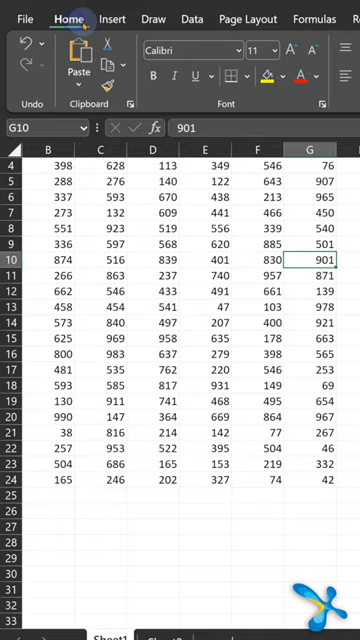 File Home Insert Draw Data Page Layout Formulas
Calibri 11 A A
Paste B I U A
Undo Clipboard Font
G10 fx 901
B C D E F G
4 398 628 113 349 546 76
5 288 276 140 122 643 907
6 337 593 670 438 213 965
7 273 132 609 441 466 450
8 551 923 519 556 339 540
9 336 597 568 620 885 501
10 874 516 839 401 830 901
11 266 863 237 740 957 871
12 662 546 433 491 661 139
13 458 454 541 47 103 978
14 573 840 497 207 400 921
15 625 969 958 635 178 663
16 800 983 637 279 398 565
17 481 535 762 220 546 253
18 593 585 817 931 149 69
19 130 911 741 468 495 654
20 990 147 364 669 864 967
21 38 816 214 142 77 267
22 257 953 522 395 504 46
23 504 686 165 153 219 332
24 165 246 202 327 74 42
25
26
27
28
29
30
31
32
33
Sheet1